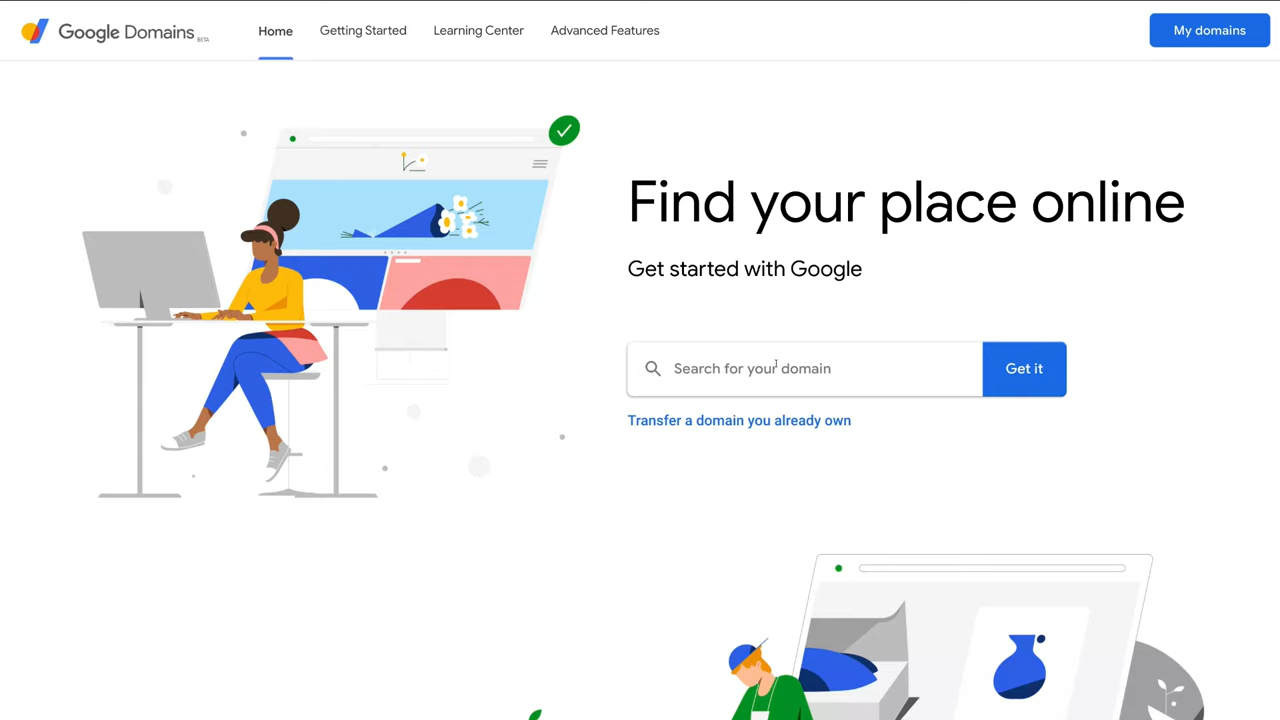 Google Domains BETA
Home
Getting Started
Learning Center
Advanced Features
My domains
Find your place online
Get started with Google
Search for your domain
Get it
Transfer a domain you already own